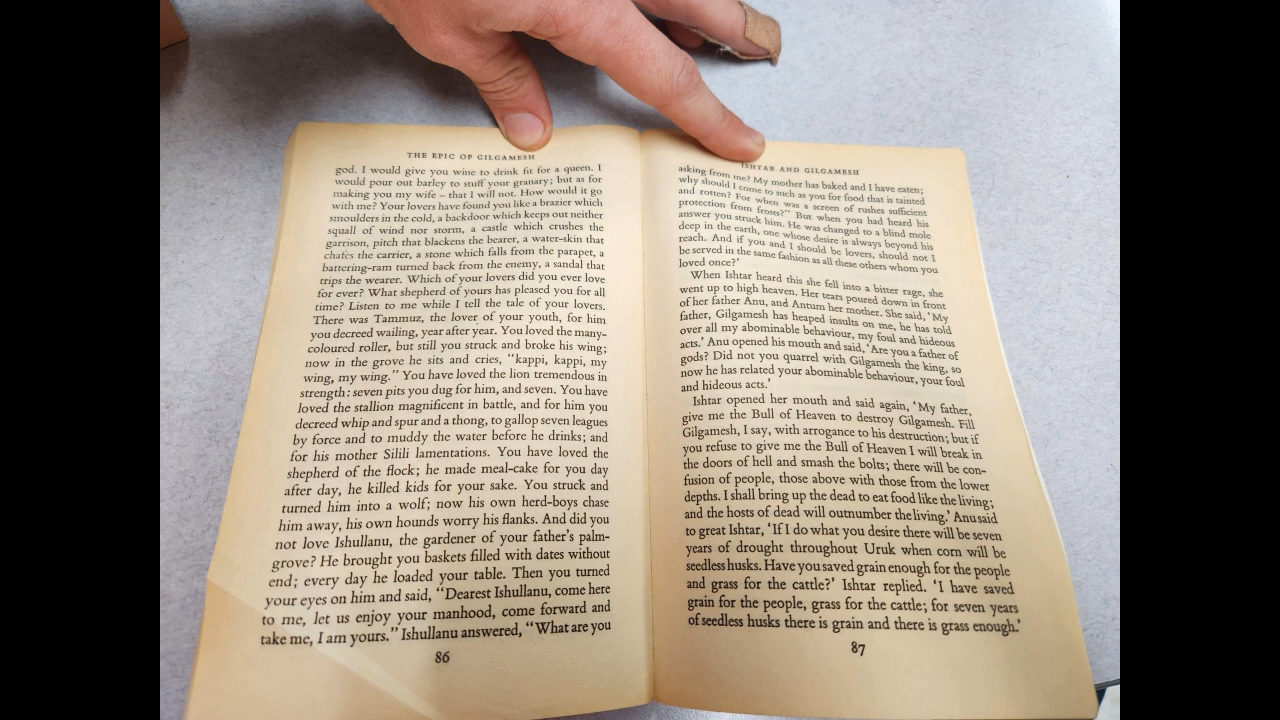 THE EPIC OF GILGAMESH
god. I would give you wine to drink fit for a queen. I
would pour out barley to stuff your granary; but as for
making you my wife – that I will not. How would it go
with me? Your lovers have found you like a brazier which
smoulders in the cold, a backdoor which keeps out neither
squall of wind nor storm, a castle which crushes the
garrison, pitch that blackens the bearer, a water-skin that
chafes the carrier, a stone which falls from the parapet, a
battering-ram turned back from the enemy, a sandal that
trips the wearer. Which of your lovers did you ever love
for ever? What shepherd of yours has pleased you for all
time? Listen to me while I tell the tale of your lovers.
There was Tammuz, the lover of your youth, for him
you decreed wailing, year after year. You loved the many-
coloured roller, but still you struck and broke his wing;
now in the grove he sits and cries, "kappi, kappi, my
wing, my wing." You have loved the lion tremendous in
strength: seven pits you dug for him, and seven. You have
loved the stallion magnificent in battle, and for him you
decreed whip and spur and a thong, to gallop seven leagues
by force and to muddy the water before he drinks; and
for his mother Silili lamentations. You have loved the
shepherd of the flock; he made meal-cake for you day
after day, he killed kids for your sake. You struck and
turned him into a wolf; now his own herd-boys chase
him away, his own hounds worry his flanks. And did you
not love Ishullanu, the gardener of your father's palm-
grove? He brought you baskets filled with dates without
end; every day he loaded your table. Then you turned
your eyes on him and said, "Dearest Ishullanu, come here
to me, let us enjoy your manhood, come forward and
take me, I am yours." Ishullanu answered, "What are you
86
ISHTAR AND GILGAMESH
asking from me? My mother has baked and I have eaten;
why should I come to such as you for food that is tainted
and rotten? For when was a screen of rushes sufficient
protection from frosts?" But when you had heard his
answer you struck him. He was changed to a blind mole
deep in the earth, one whose desire is always beyond his
reach. And if you and I should be lovers, should not I
be served in the same fashion as all these others whom you
loved once?'
When Ishtar heard this she fell into a bitter rage, she
went up to high heaven. Her tears poured down in front
of her father Anu, and Antum her mother. She said, 'My
father, Gilgamesh has heaped insults on me, he has told
over all my abominable behaviour, my foul and hideous
acts.' Anu opened his mouth and said, 'Are you a father of
gods? Did not you quarrel with Gilgamesh the king, so
now he has related your abominable behaviour, your foul
and hideous acts.'
Ishtar opened her mouth and said again, 'My father,
give me the Bull of Heaven to destroy Gilgamesh. Fill
Gilgamesh, I say, with arrogance to his destruction; but if
you refuse to give me the Bull of Heaven I will break in
the doors of hell and smash the bolts; there will be con-
fusion of people, those above with those from the lower
depths. I shall bring up the dead to eat food like the living;
and the hosts of dead will outnumber the living.' Anu said
to great Ishtar, 'If I do what you desire there will be seven
years of drought throughout Uruk when corn will be
seedless husks. Have you saved grain enough for the people
and grass for the cattle?' Ishtar replied. 'I have saved
grain for the people, grass for the cattle; for seven years
of seedless husks there is grain and there is grass enough.'
87